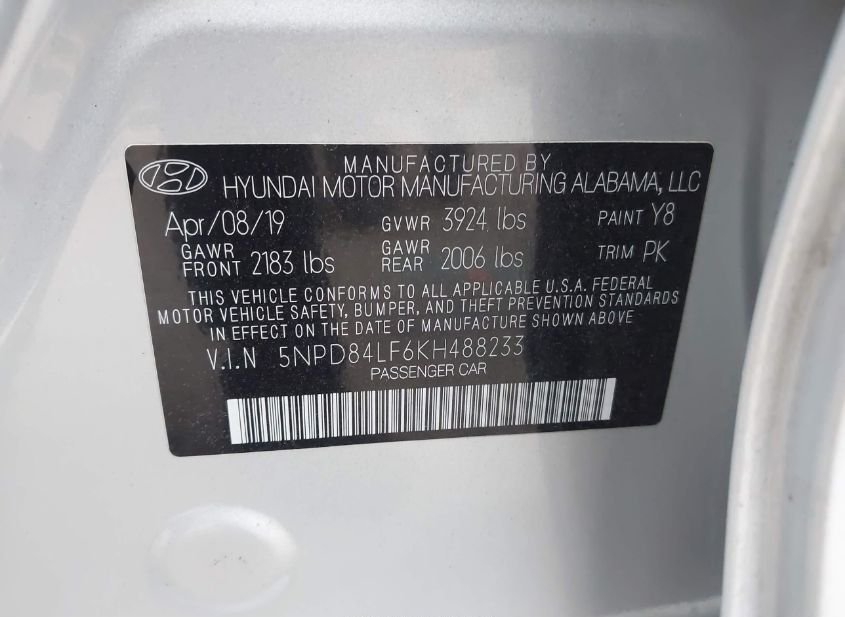 MANUFACTURED BY
HYUNDAI MOTOR MANUFACTURING ALABAMA, LLC
Apr/08/19 GVWR 3924 lbs PAINT Y8
GAWR FRONT 2183 lbs GAWR REAR 2006 lbs TRIM PK
THIS VEHICLE CONFORMS TO ALL APPLICABLE U.S.A. FEDERAL
MOTOR VEHICLE SAFETY, BUMPER, AND THEFT PREVENTION STANDARDS
IN EFFECT ON THE DATE OF MANUFACTURE SHOWN ABOVE
V.I.N 5NPD84LF6KH488233
PASSENGER CAR